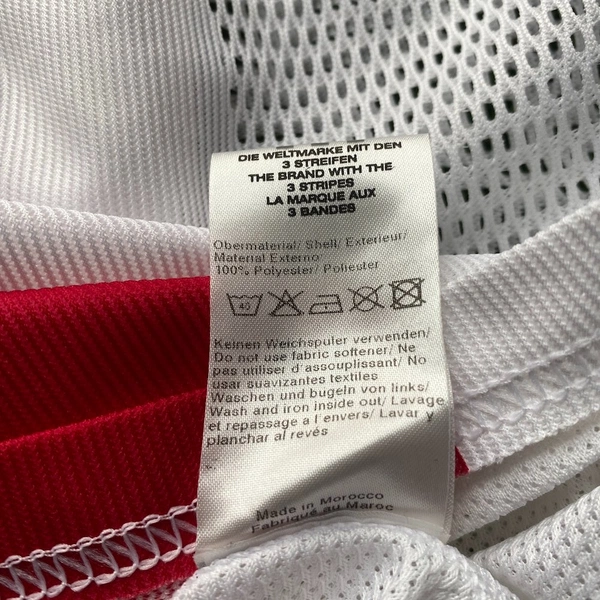 DIE WELTMARKE MIT DEN
3 STREIFEN
THE BRAND WITH THE
3 STRIPES
LA MARQUE AUX
3 BANDES
Obermaterial/ Shell/ Exterieur/
Material Externo
100% Polyester/ Poliester
40
Keinen Weichspuler verwenden/
Do not use fabric softener/ Ne
pas utiliser d'assouplissant/ No
usar suavizantes textiles
Waschen und bugeln von links/
Wash and iron inside out/ Lavage
et repassage a l'envers/ Lavar y
planchar al revés
Made in Morocco
Fabriqué au Maroc